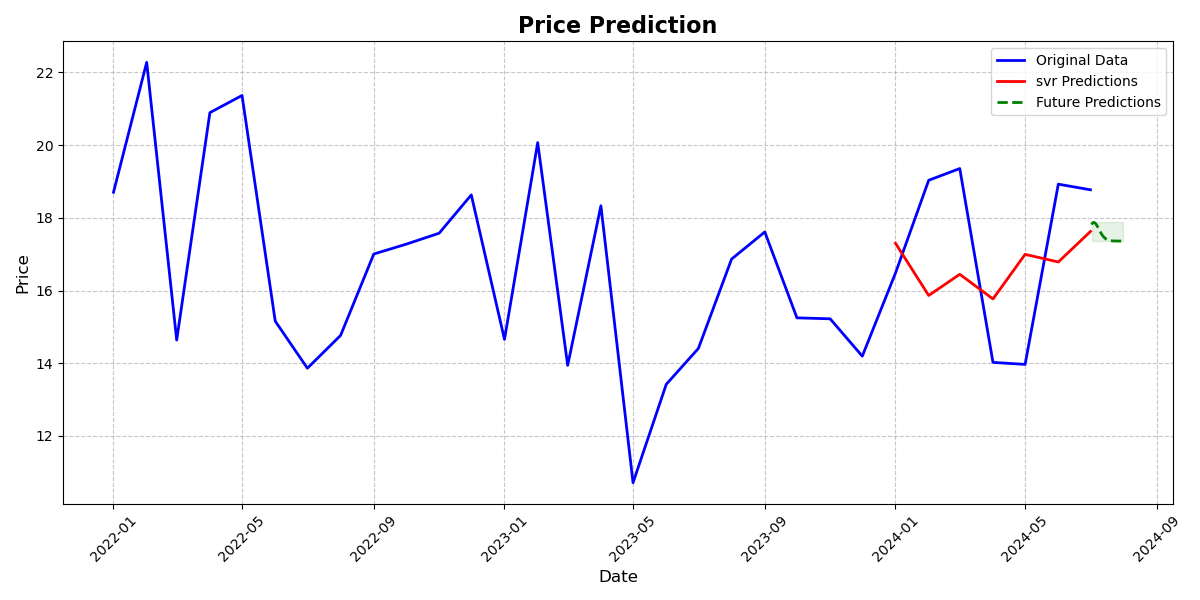 Price Prediction
Original Data
svr Predictions
Future Predictions
Price
22
20
18
16
14
12
2022-01
2022-05
2022-09
2023-01
2023-05
2023-09
2024-01
2024-05
2024-09
Date